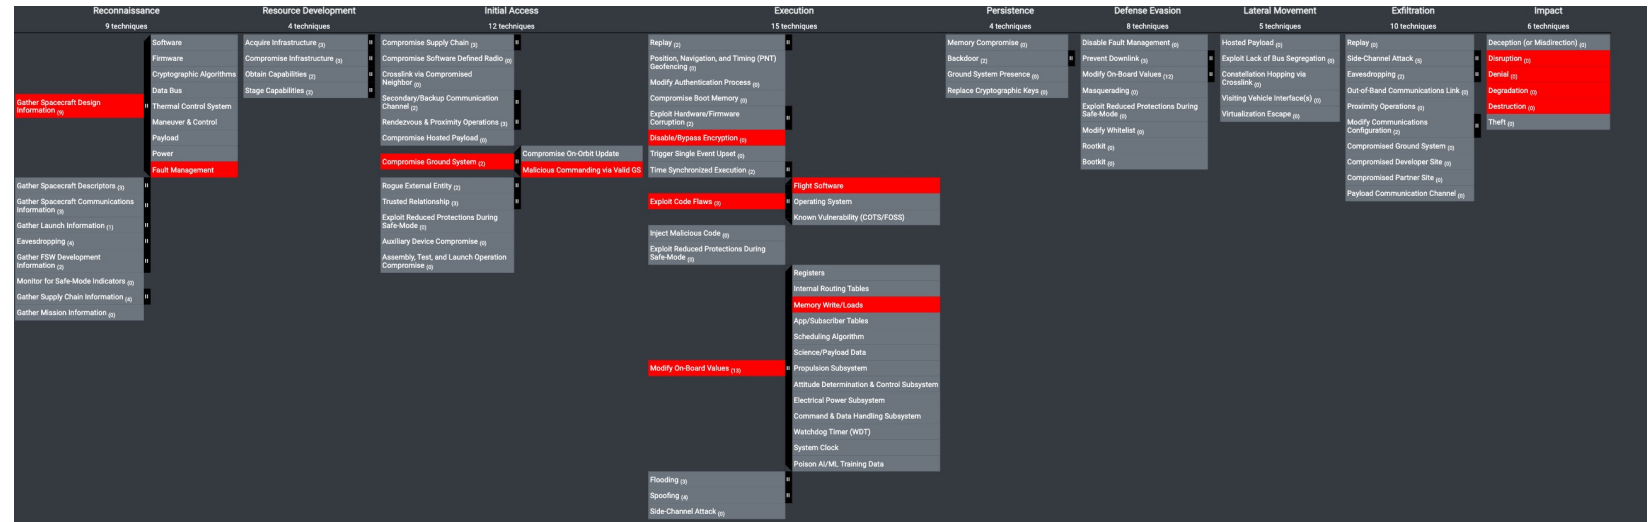 Reconnaissance
9 techniques
Resource Development
4 techniques
Initial Access
12 techniques
Execution
15 techniques
Persistence
4 techniques
Defense Evasion
8 techniques
Lateral Movement
5 techniques
Exfiltration
10 techniques
Impact
6 techniques
Gather Spacecraft Design
Information (9)
Software
Firmware
Cryptographic Algorithms
Data Bus
Thermal Control System
Maneuver & Control
Payload
Power
Fault Management
Gather Spacecraft Descriptors (3)
Gather Spacecraft Communications
Information (3)
Gather Launch Information (1)
Eavesdropping (4)
Gather FSW Development
Information (2)
Monitor for Safe-Mode Indicators (0)
Gather Supply Chain Information (4)
Gather Mission Information (0)
Acquire Infrastructure (3)
Compromise Infrastructure (3)
Obtain Capabilities (2)
Stage Capabilities (2)
Compromise Supply Chain (3)
Compromise Software Defined Radio (0)
Crosslink via Compromised
Neighbor (0)
Secondary/Backup Communication
Channel (2)
Rendezvous & Proximity Operations (3)
Compromise Hosted Payload (0)
Compromise Ground System (2)
Compromise On-Orbit Update
Malicious Commanding via Valid GS
Rogue External Entity (2)
Trusted Relationship (3)
Exploit Reduced Protections During
Safe-Mode (0)
Auxiliary Device Compromise (0)
Assembly, Test, and Launch Operation
Compromise (0)
Replay (2)
Position, Navigation, and Timing (PNT)
Geofencing (0)
Modify Authentication Process (0)
Compromise Boot Memory (0)
Exploit Hardware/Firmware
Corruption (2)
Disable/Bypass Encryption (0)
Trigger Single Event Upset (0)
Time Synchronized Execution (2)
Exploit Code Flaws (3)
Flight Software
Operating System
Known Vulnerability (COTS/FOSS)
Inject Malicious Code (0)
Exploit Reduced Protections During
Safe-Mode (0)
Modify On-Board Values (13)
Registers
Internal Routing Tables
Memory Write/Loads
App/Subscriber Tables
Scheduling Algorithm
Science/Payload Data
Propulsion Subsystem
Attitude Determination & Control Subsystem
Electrical Power Subsystem
Command & Data Handling Subsystem
Watchdog Timer (WDT)
System Clock
Poison AI/ML Training Data
Flooding (3)
Spoofing (4)
Side-Channel Attack (0)
Memory Compromise (0)
Backdoor (2)
Ground System Presence (0)
Replace Cryptographic Keys (0)
Disable Fault Management (0)
Prevent Downlink (3)
Modify On-Board Values (12)
Masquerading (0)
Exploit Reduced Protections During
Safe-Mode (0)
Modify Whitelist (0)
Rootkit (0)
Bootkit (0)
Hosted Payload (0)
Exploit Lack of Bus Segregation (0)
Constellation Hopping via
Crosslink (0)
Visiting Vehicle Interface(s) (0)
Virtualization Escape (0)
Replay (0)
Side-Channel Attack (5)
Eavesdropping (2)
Out-of-Band Communications Link (0)
Proximity Operations (0)
Modify Communications
Configuration (2)
Compromised Ground System (0)
Compromised Developer Site (0)
Compromised Partner Site (0)
Payload Communication Channel (0)
Deception (or Misdirection) (0)
Disruption (0)
Denial (0)
Degradation (0)
Destruction (0)
Theft (0)